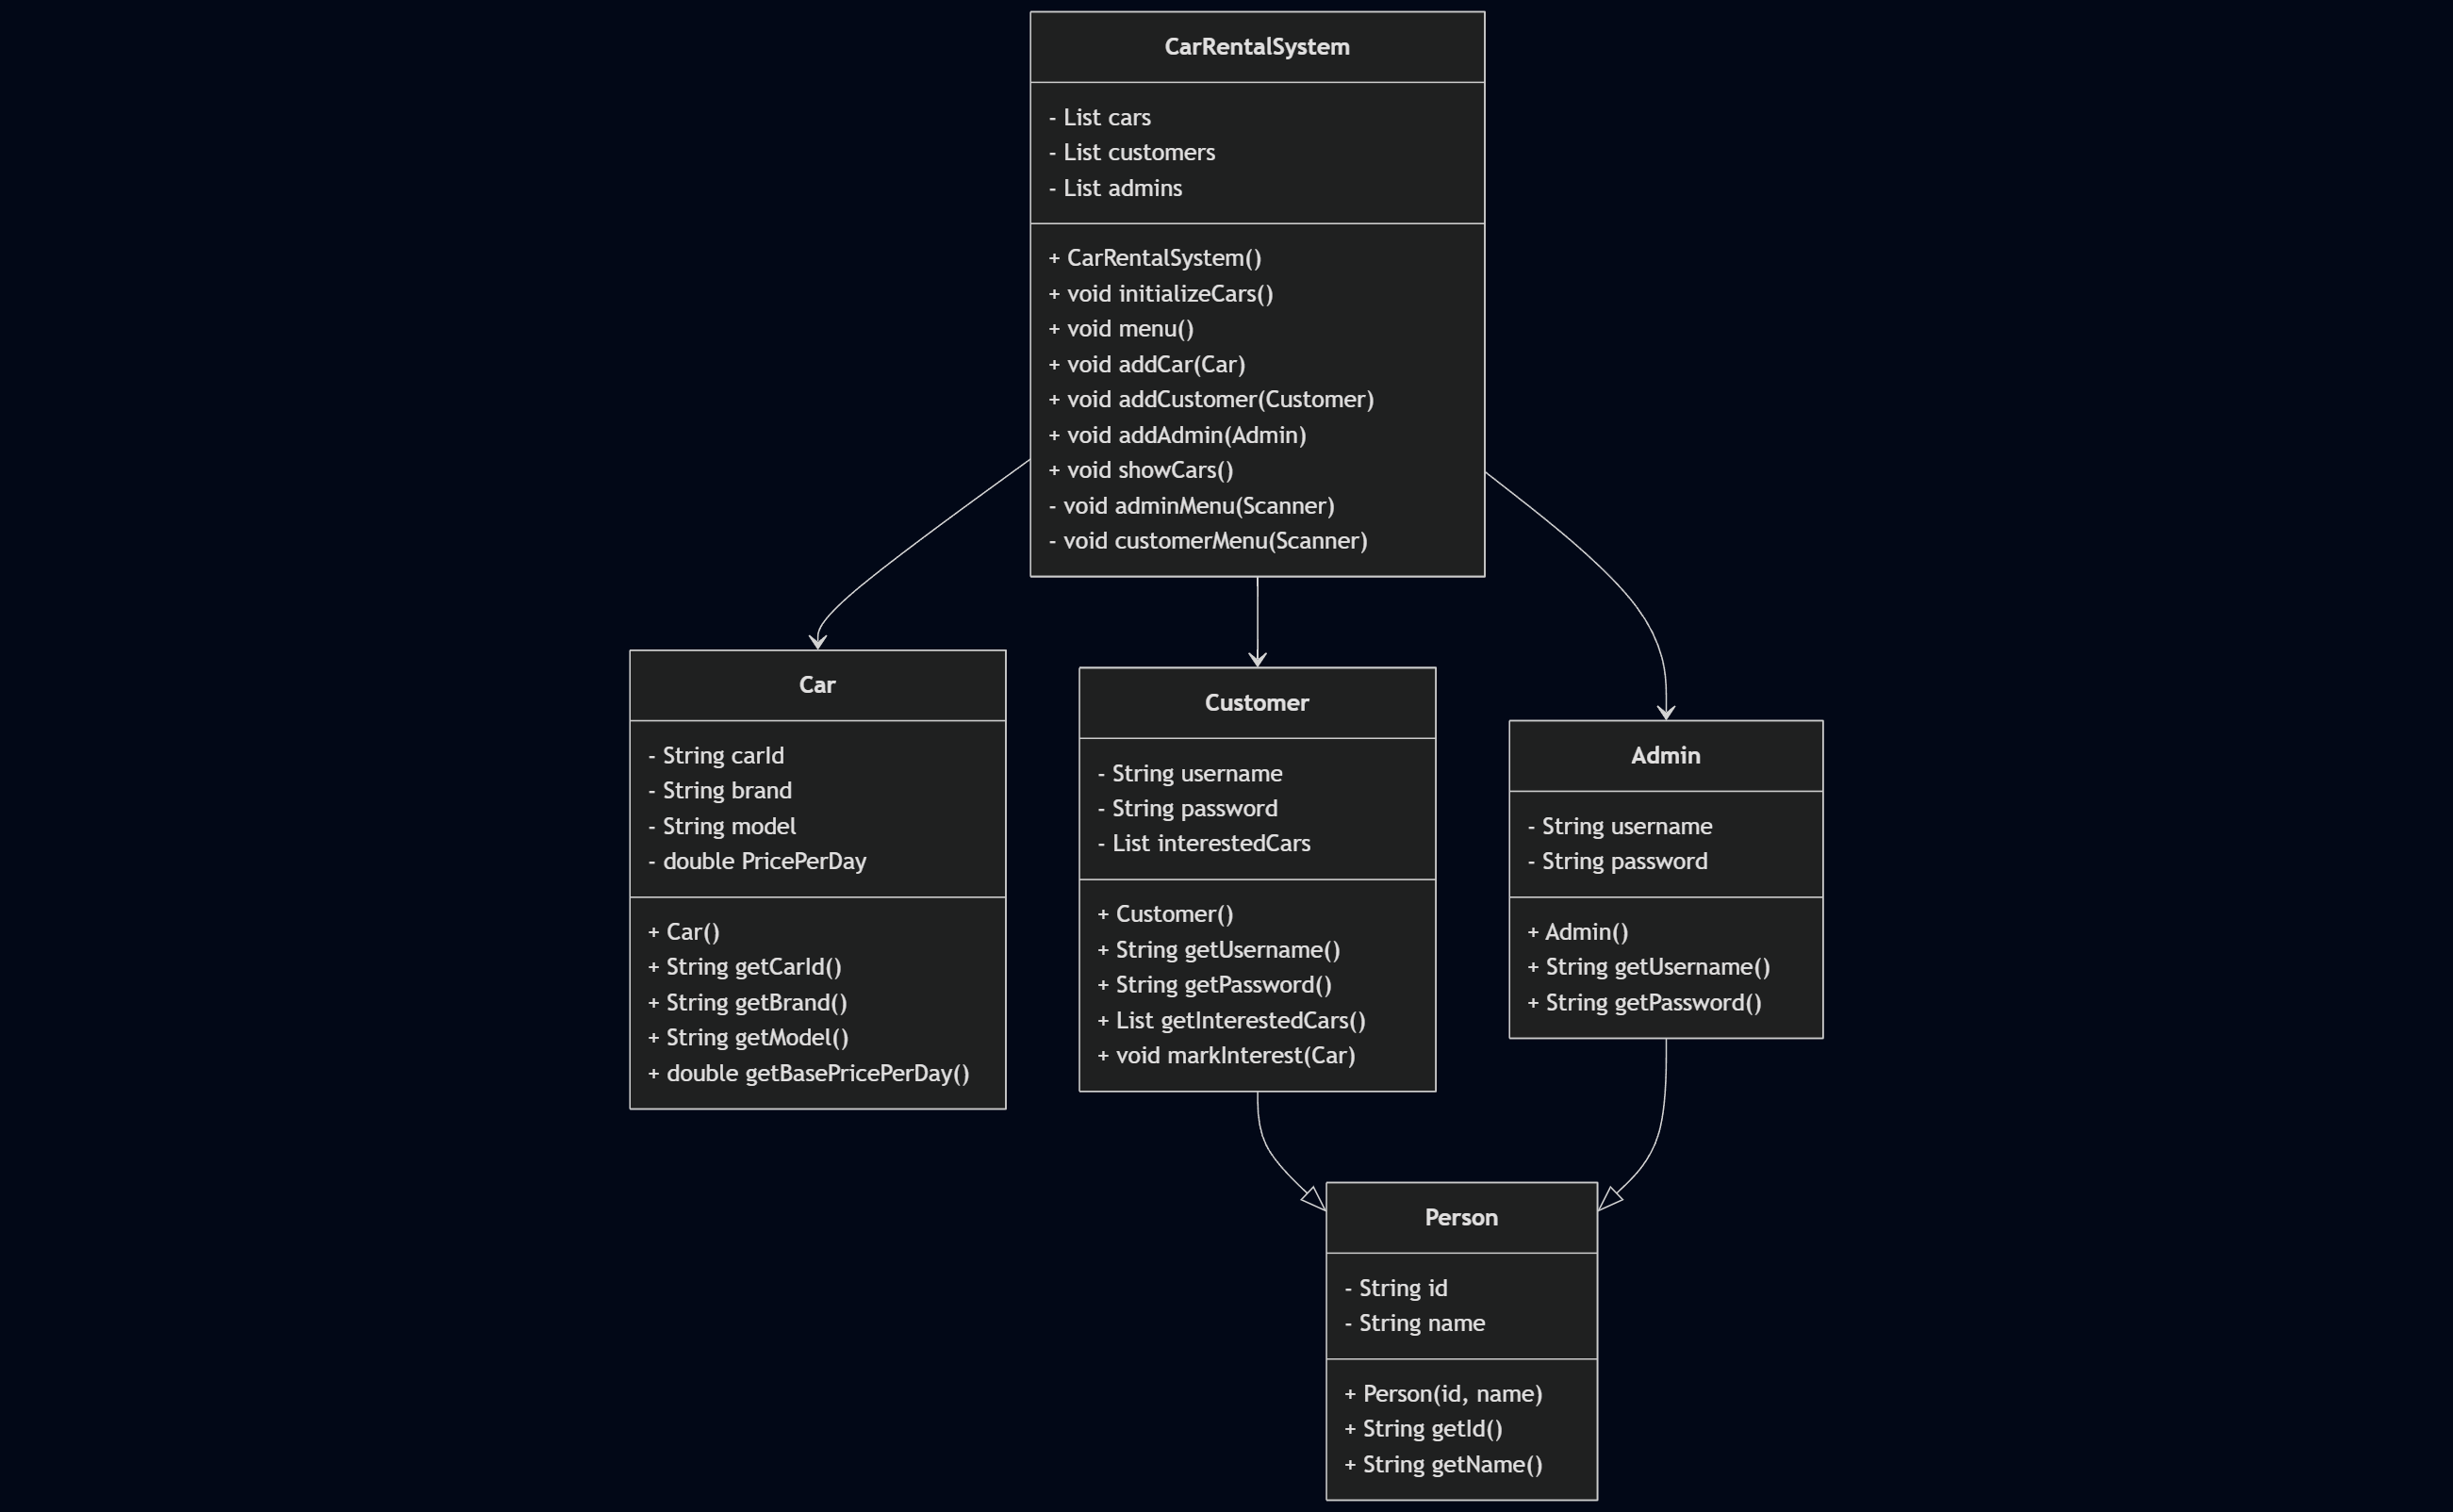 CarRentalSystem
- List cars
- List customers
- List admins
+ CarRentalSystem()
+ void initializeCars()
+ void menu()
+ void addCar(Car)
+ void addCustomer(Customer)
+ void addAdmin(Admin)
+ void showCars()
- void adminMenu(Scanner)
- void customerMenu(Scanner)
Car
- String carId
- String brand
- String model
- double PricePerDay
+ Car()
+ String getCarId()
+ String getBrand()
+ String getModel()
+ double getBasePricePerDay()
Customer
- String username
- String password
- List interestedCars
+ Customer()
+ String getUsername()
+ String getPassword()
+ List getInterestedCars()
+ void markInterest(Car)
Admin
- String username
- String password
+ Admin()
+ String getUsername()
+ String getPassword()
Person
- String id
- String name
+ Person(id, name)
+ String getId()
+ String getName()